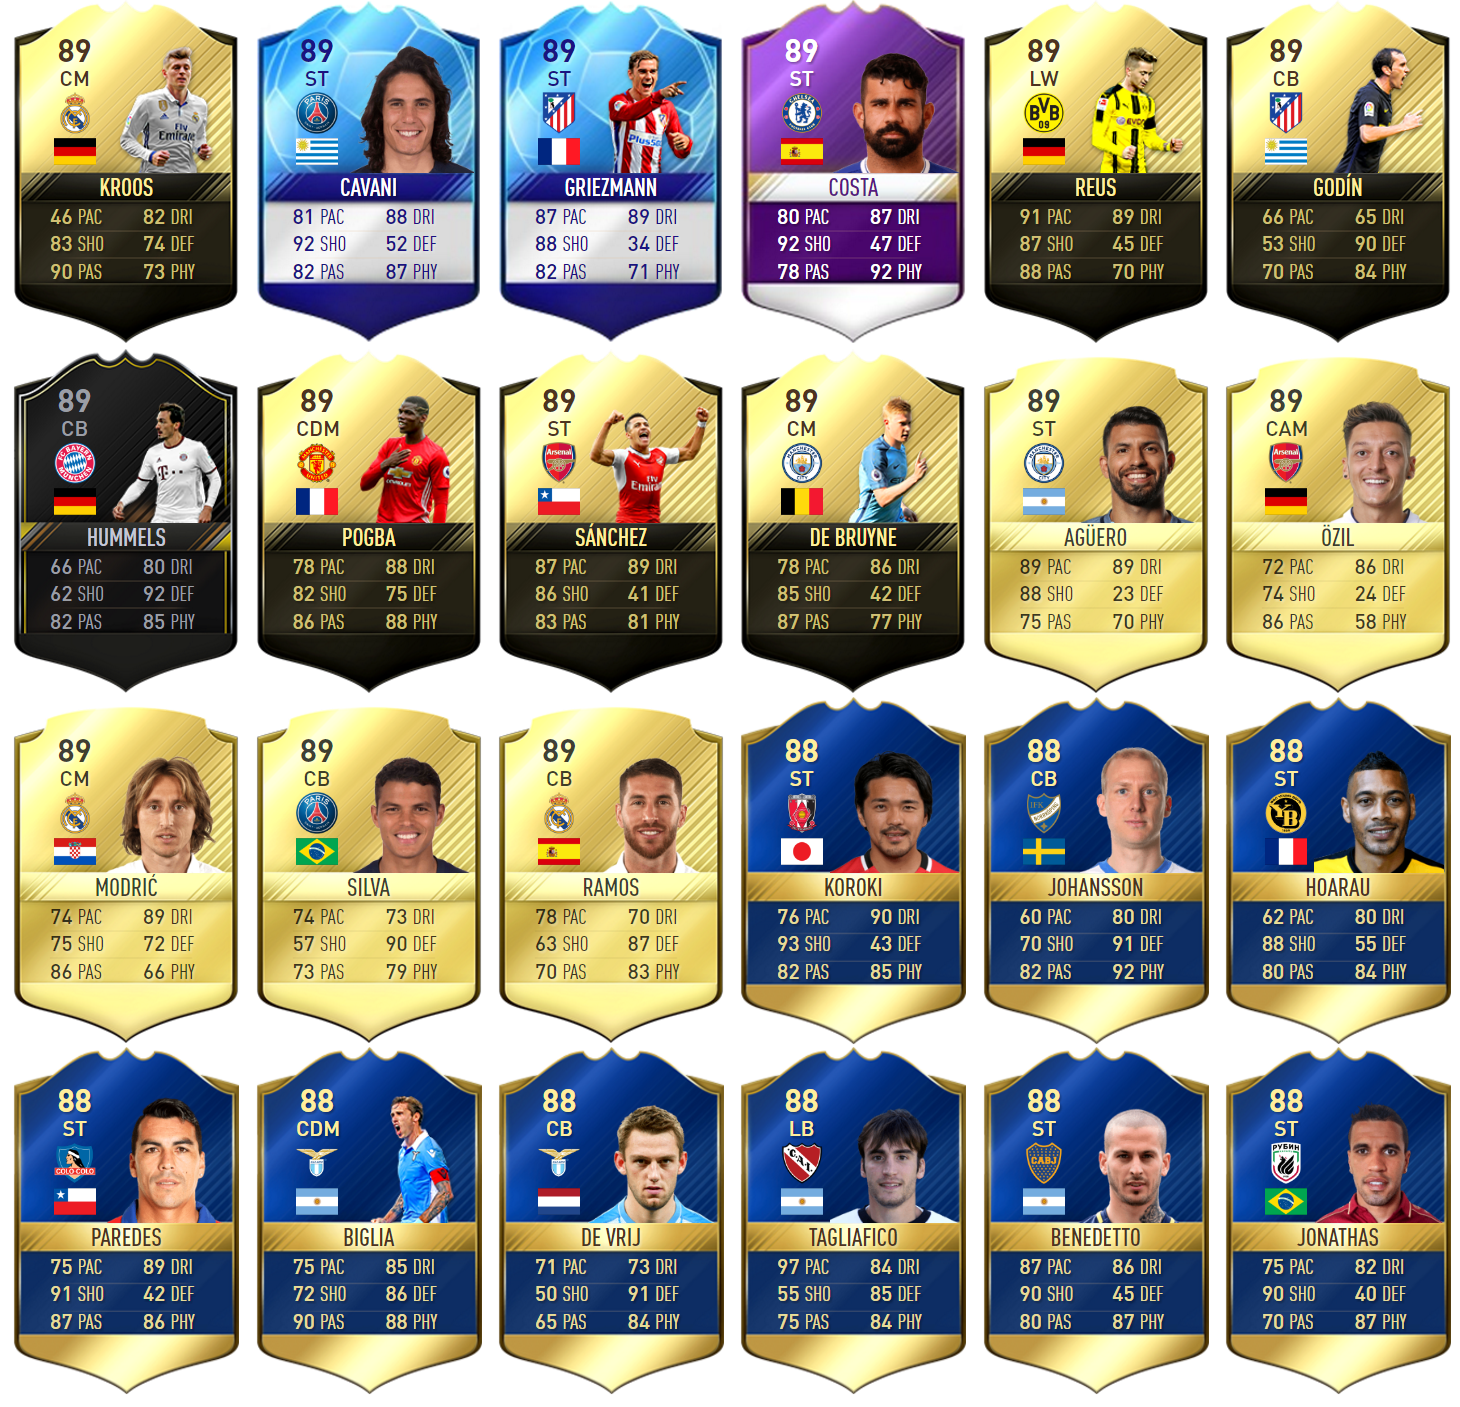 89
CM
KROOS
46 PAC 82 DRI
83 SHO 74 DEF
90 PAS 73 PHY
89
ST
PARIS
CAVANI
81 PAC 88 DRI
92 SHO 52 DEF
82 PAS 87 PHY
89
ST
GRIEZMANN
87 PAC 89 DRI
88 SHO 34 DEF
82 PAS 71 PHY
89
ST
COSTA
80 PAC 87 DRI
92 SHO 47 DEF
78 PAS 92 PHY
89
LW
BVB
09
REUS
91 PAC 89 DRI
87 SHO 45 DEF
88 PAS 70 PHY
89
CB
GODÍN
66 PAC 65 DRI
53 SHO 90 DEF
70 PAS 84 PHY
89
CB
HUMMELS
66 PAC 80 DRI
62 SHO 92 DEF
82 PAS 85 PHY
89
CDM
POGBA
78 PAC 88 DRI
82 SHO 75 DEF
86 PAS 88 PHY
89
ST
Arsenal
SÁNCHEZ
87 PAC 89 DRI
86 SHO 41 DEF
83 PAS 81 PHY
89
CM
DE BRUYNE
78 PAC 86 DRI
85 SHO 42 DEF
87 PAS 77 PHY
89
ST
AGÜERO
89 PAC 89 DRI
88 SHO 23 DEF
75 PAS 70 PHY
89
CAM
Arsenal
ÖZIL
72 PAC 86 DRI
74 SHO 24 DEF
86 PAS 58 PHY
89
CM
MODRIĆ
74 PAC 89 DRI
75 SHO 72 DEF
86 PAS 66 PHY
89
CB
PARIS
SILVA
74 PAC 73 DRI
57 SHO 90 DEF
73 PAS 79 PHY
89
CB
RAMOS
78 PAC 70 DRI
63 SHO 87 DEF
70 PAS 83 PHY
88
ST
KOROKI
76 PAC 90 DRI
93 SHO 43 DEF
82 PAS 85 PHY
88
CB
IFK
JOHANSSON
60 PAC 80 DRI
70 SHO 91 DEF
82 PAS 92 PHY
88
ST
YB
HOARAU
62 PAC 80 DRI
88 SHO 55 DEF
80 PAS 84 PHY
88
ST
COLO COLO
PAREDES
75 PAC 89 DRI
91 SHO 42 DEF
87 PAS 86 PHY
88
CDM
BIGLIA
75 PAC 85 DRI
72 SHO 86 DEF
90 PAS 88 PHY
88
CB
DE VRIJ
71 PAC 73 DRI
50 SHO 91 DEF
65 PAS 84 PHY
88
LB
C.A.I.
TAGLIAFICO
97 PAC 84 DRI
55 SHO 85 DEF
75 PAS 84 PHY
88
ST
CABJ
BENEDETTO
87 PAC 86 DRI
90 SHO 45 DEF
80 PAS 87 PHY
88
ST
РУБИН
JONATHAS
75 PAC 82 DRI
90 SHO 40 DEF
70 PAS 87 PHY